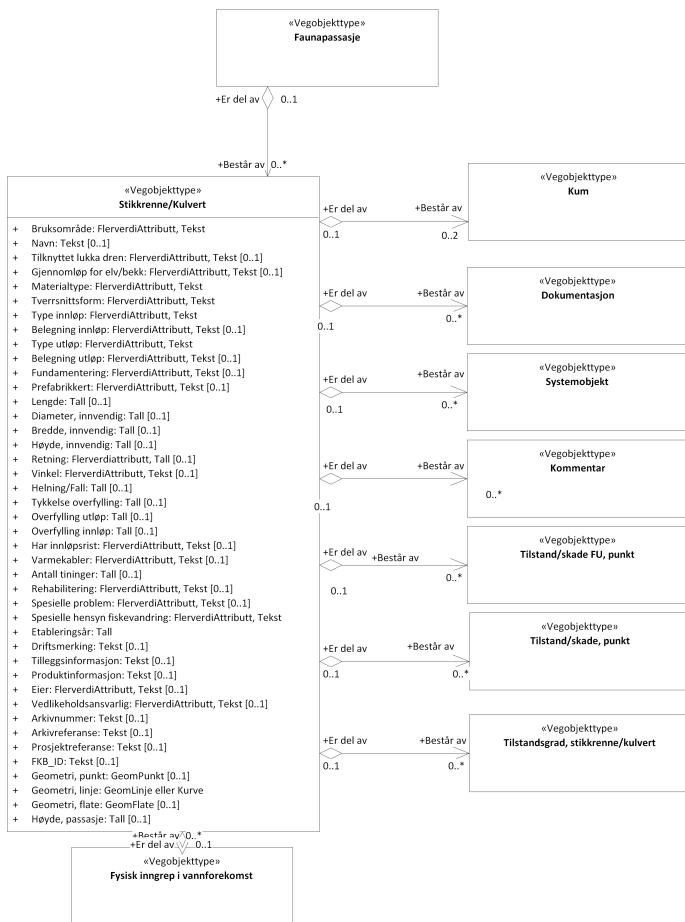 «Vegobjekttype»
Faunapassasje
+Er del av 0..1
+Består av 0..*
«Vegobjekttype»
Stikkrenne/Kulvert
+ Bruksområde: FlerverdiAttributt, Tekst
+ Navn: Tekst [0..1]
+ Tilknyttet lukka dren: FlerverdiAttributt, Tekst [0..1]
+ Gjennomløp for elv/bekk: FlerverdiAttributt, Tekst [0..1]
+ Materialtype: FlerverdiAttributt, Tekst
+ Tverrsnittsform: FlerverdiAttributt, Tekst
+ Type innløp: FlerverdiAttributt, Tekst
+ Belegning innløp: FlerverdiAttributt, Tekst [0..1]
+ Type utløp: FlerverdiAttributt, Tekst
+ Belegning utløp: FlerverdiAttributt, Tekst [0..1]
+ Fundamentering: FlerverdiAttributt, Tekst [0..1]
+ Prefabrikkert: FlerverdiAttributt, Tekst [0..1]
+ Lengde: Tall [0..1]
+ Diameter, innvendig: Tall [0..1]
+ Bredde, innvendig: Tall [0..1]
+ Høyde, innvendig: Tall [0..1]
+ Retning: Flerverdiattributt, Tall [0..1]
+ Vinkel: FlerverdiAttributt, Tekst [0..1]
+ Helning/Fall: Tall [0..1]
+ Tykkelse overfylling: Tall [0..1]
+ Overfylling utløp: Tall [0..1]
+ Overfylling innløp: Tall [0..1]
+ Har innløpsrist: FlerverdiAttributt, Tekst [0..1]
+ Varmekabler: FlerverdiAttributt, Tekst [0..1]
+ Antall tininger: Tall [0..1]
+ Rehabilitering: FlerverdiAttributt, Tekst [0..1]
+ Spesielle problem: FlerverdiAttributt, Tekst [0..1]
+ Spesielle hensyn fiskevandring: FlerverdiAttributt, Tekst
+ Etableringsår: Tall
+ Driftsmerking: Tekst [0..1]
+ Tilleggsinformasjon: Tekst [0..1]
+ Produktinformasjon: Tekst [0..1]
+ Eier: FlerverdiAttributt, Tekst [0..1]
+ Vedlikeholdsansvarlig: FlerverdiAttributt, Tekst [0..1]
+ Arkivnummer: Tekst [0..1]
+ Arkivreferanse: Tekst [0..1]
+ Prosjektreferanse: Tekst [0..1]
+ FKB_ID: Tekst [0..1]
+ Geometri, punkt: GeomPunkt [0..1]
+ Geometri, linje: GeomLinje eller Kurve
+ Geometri, flate: GeomFlate [0..1]
+ Høyde, passasje: Tall [0..1]
+Er del av +Består av
0..1 0..2
«Vegobjekttype»
Kum
+Er del av +Består av
0..1 0..*
«Vegobjekttype»
Dokumentasjon
+Er del av +Består av
0..1 0..*
«Vegobjekttype»
Systemobjekt
+Er del av +Består av
0..1 0..*
«Vegobjekttype»
Kommentar
+Er del av +Består av
0..1 0..*
«Vegobjekttype»
Tilstand/skade FU, punkt
+Er del av +Består av
0..1 0..*
«Vegobjekttype»
Tilstand/skade, punkt
+Er del av +Består av
0..1 0..*
«Vegobjekttype»
Tilstandsgrad, stikkrenne/kulvert
+Består av 0..*
+Er del av 0..1
«Vegobjekttype»
Fysisk inngrep i vannforekomst